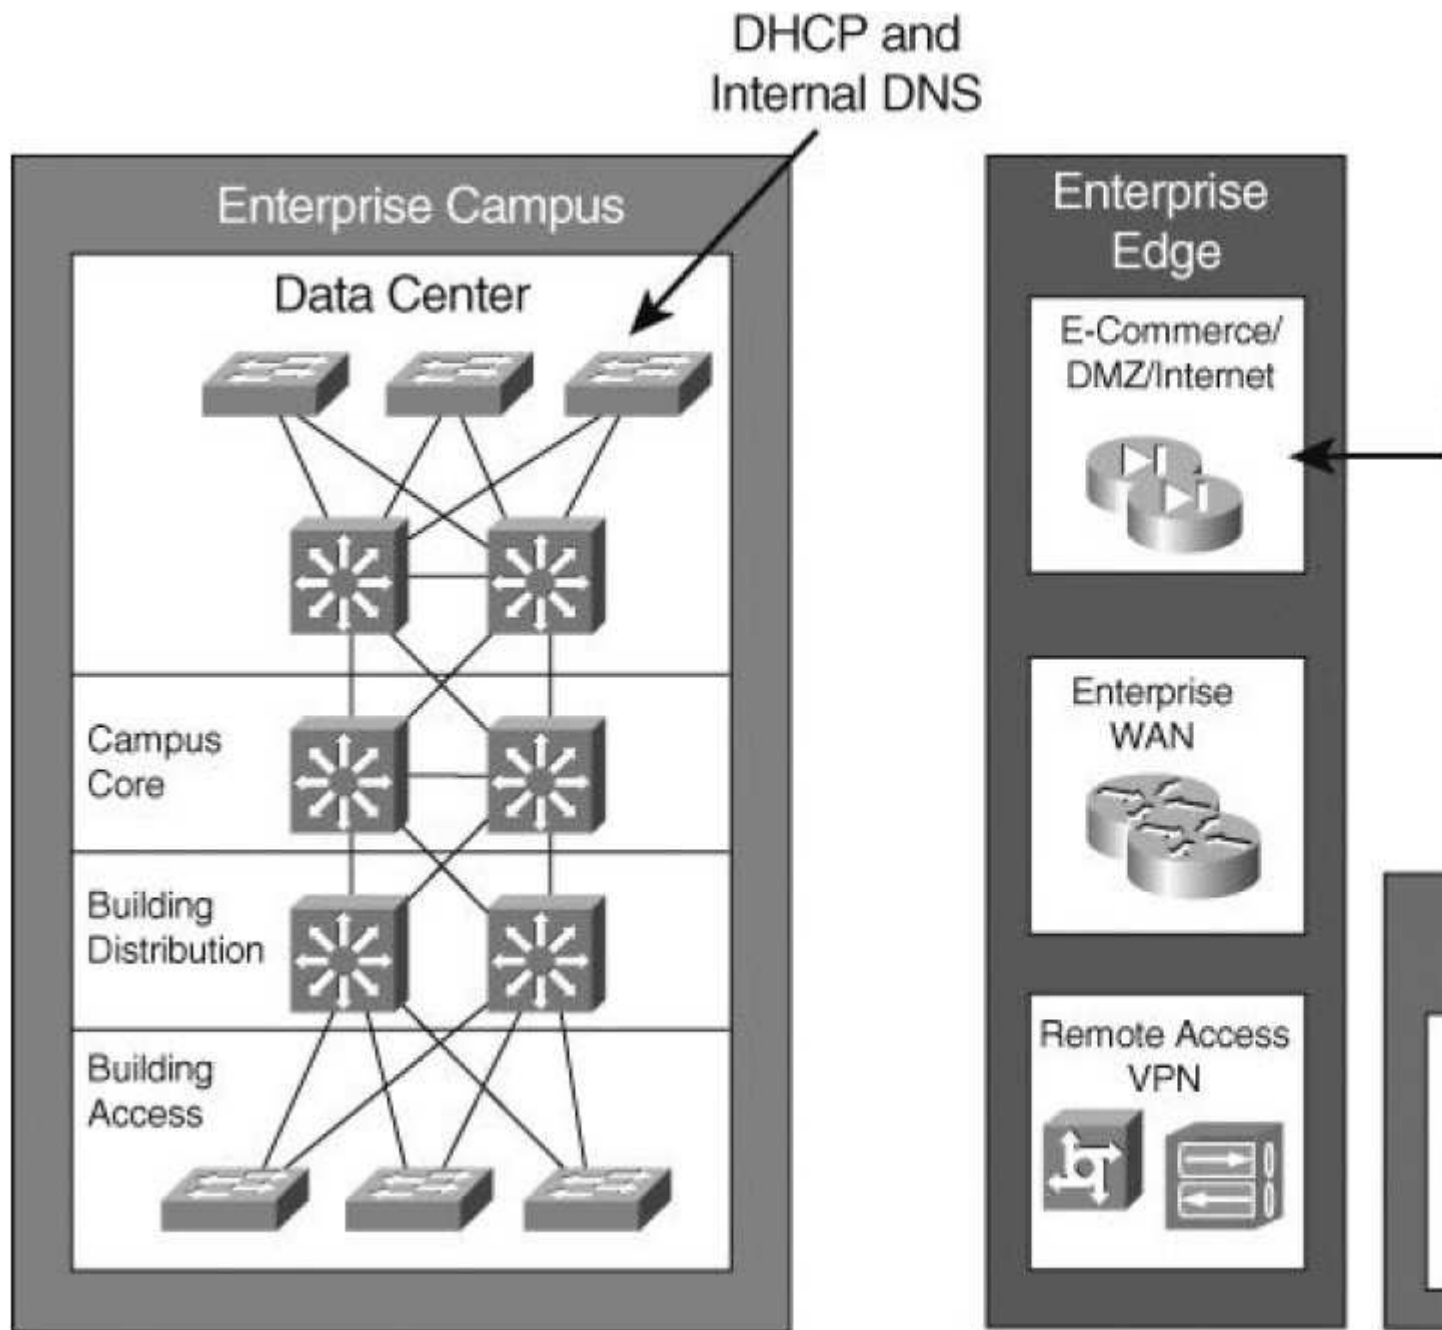 DHCP and
Internal DNS
Enterprise Campus
Data Center
Campus
Core
Building
Distribution
Building
Access
Enterprise
Edge
E-Commerce/
DMZ/Internet
Enterprise
WAN
Remote Access
VPN